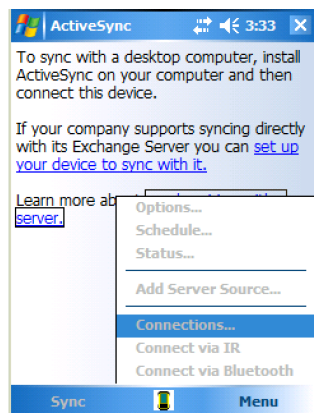 ActiveSync 3:33
To sync with a desktop computer, install
ActiveSync on your computer and then
connect this device.
If your company supports syncing directly
with its Exchange Server you can set up
your device to sync with it.
Learn more
server.
Options...
Schedule...
Status...
Add Server Source...
Connections...
Connect via IR
Connect via Bluetooth
Sync Menu